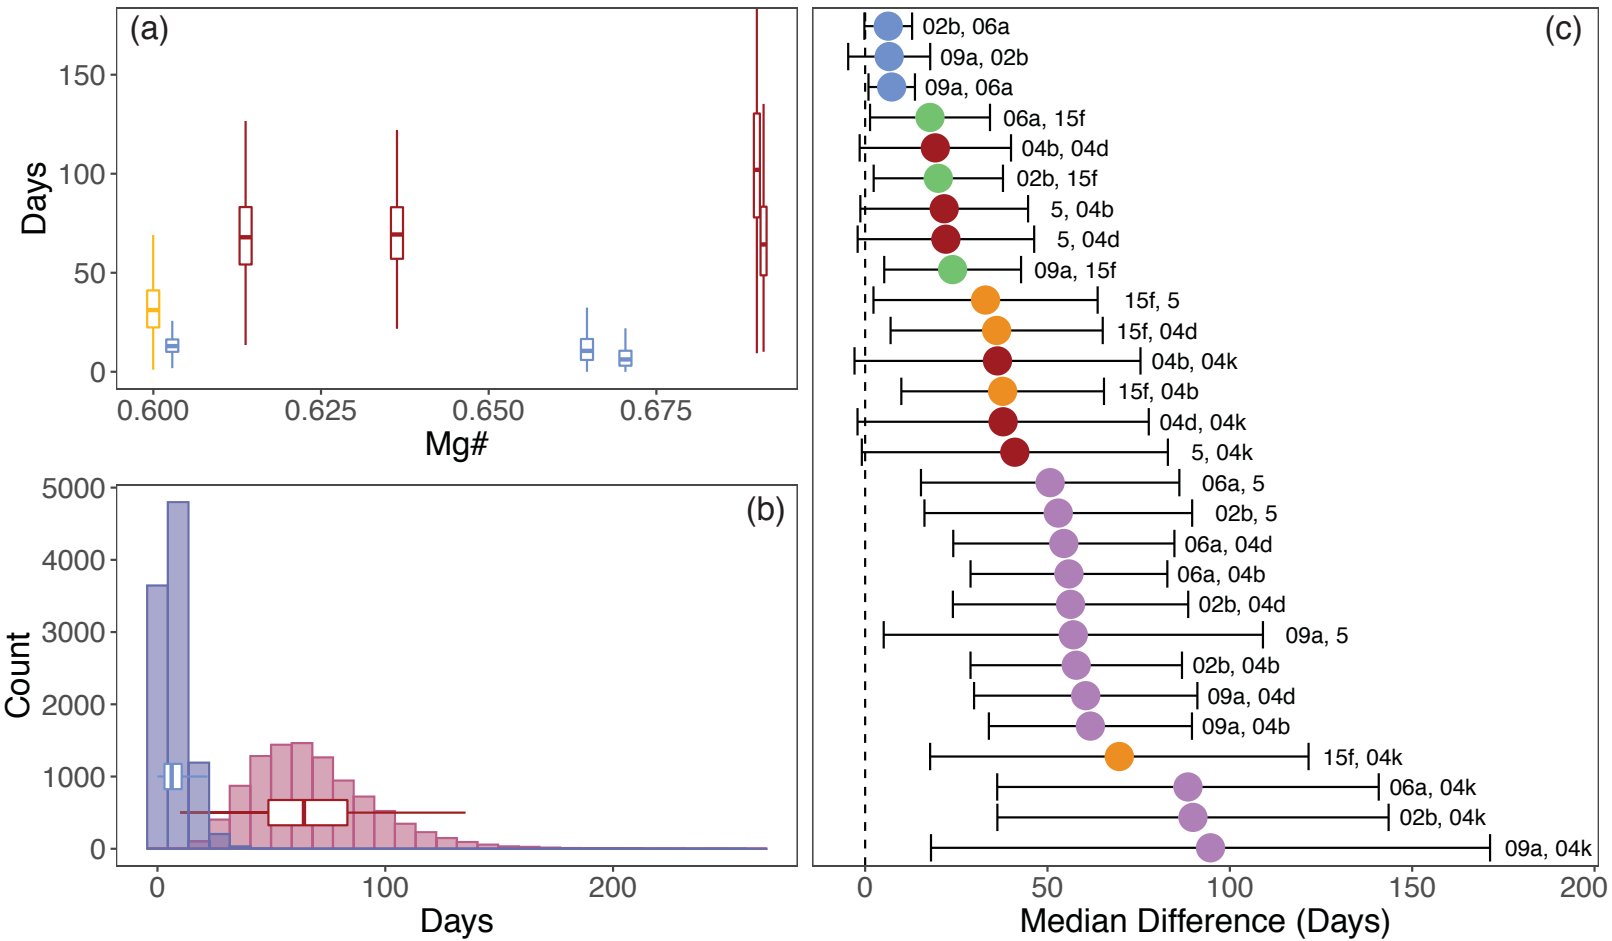 (a)
150
100
50
0
Days
0.600 0.625 0.650 0.675
Mg#
(b)
5000
4000
3000
2000
1000
0
Count
0 100 200
Days
(c)
02b, 06a
09a, 02b
09a, 06a
06a, 15f
04b, 04d
02b, 15f
5, 04b
5, 04d
09a, 15f
15f, 5
15f, 04d
04b, 04k
15f, 04b
04d, 04k
5, 04k
06a, 5
02b, 5
06a, 04d
06a, 04b
02b, 04d
09a, 5
02b, 04b
09a, 04d
09a, 04b
15f, 04k
06a, 04k
02b, 04k
09a, 04k
0 50 100 150 200
Median Difference (Days)